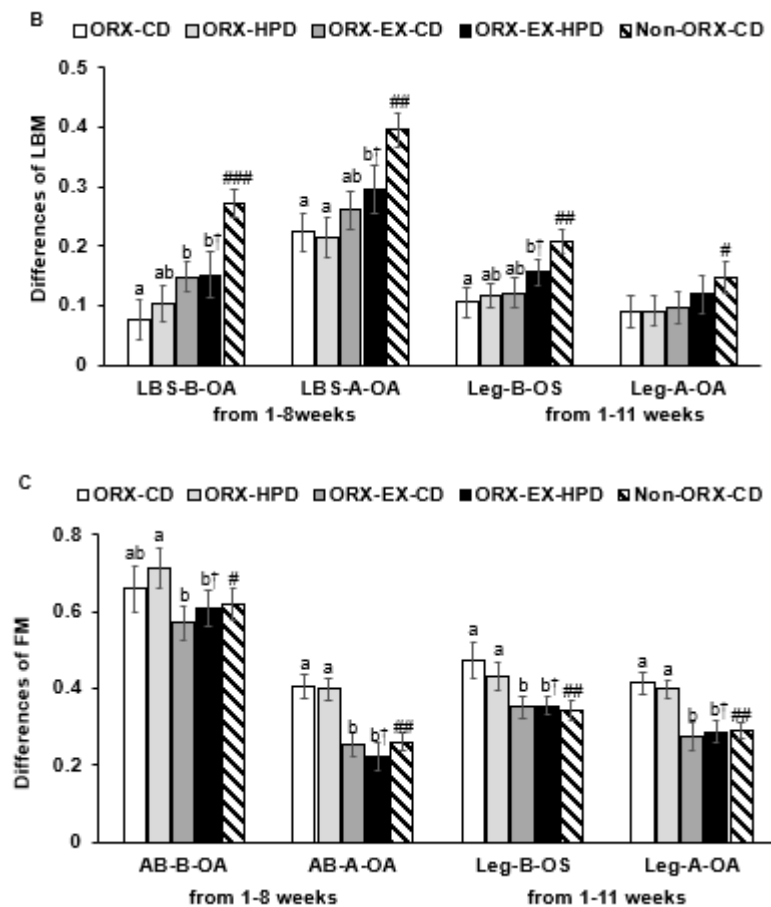 B
ORX-CD ORX-HPD ORX-EX-CD ORX-EX-HPD Non-ORX-CD
Differences of LBM
0.5
0.4
0.3
0.2
0.1
0
a ab b b† ###
a a ab b† ##
a ab ab b† ##
#
LBS-B-OA LBS-A-OA Leg-B-OS Leg-A-OA
from 1-8weeks from 1-11 weeks
C
ORX-CD ORX-HPD ORX-EX-CD ORX-EX-HPD Non-ORX-CD
Differences of FM
0.8
0.6
0.4
0.2
0
ab a b b† #
a a b b† ##
a a b b† ##
a a b b† ##
AB-B-OA AB-A-OA Leg-B-OS Leg-A-OA
from 1-8 weeks from 1-11 weeks